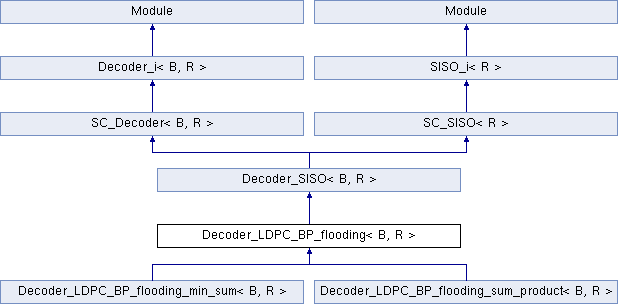 Module
Module
Decoder_i< B, R >
SISO_i< R >
SC_Decoder< B, R >
SC_SISO< R >
Decoder_SISO< B, R >
Decoder_LDPC_BP_flooding< B, R >
Decoder_LDPC_BP_flooding_min_sum< B, R >
Decoder_LDPC_BP_flooding_sum_product< B, R >